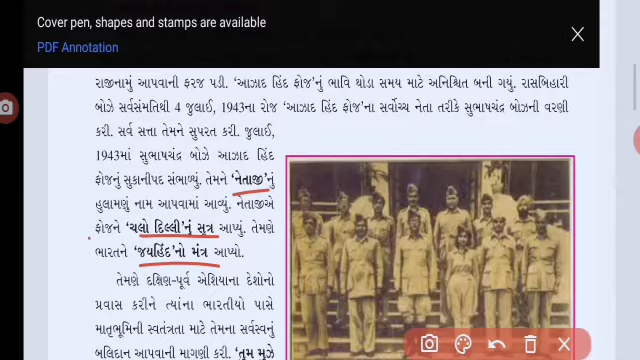 Cover pen, shapes and stamps are available
PDF Annotation
રાજીનામું આપવાની ફરજ પડી. 'આઝાદ હિંદ ફોજ'નું ભાવિ થોડા સમય માટે અનિશ્ચિત બની ગયું. રાસબિહારી
બોઝે સર્વસંમતિથી 4 જુલાઈ, 1943ના રોજ 'આઝાદ હિંદ ફોજ'ના સર્વોચ્ચ નેતા તરીકે સુભાષચંદ્ર બોઝની વરણી
કરી. સર્વ સત્તા તેમને સુપરત કરી. જુલાઈ,
1943માં સુભાષચંદ્ર બોઝે આઝાદ હિંદ
ફોજનું સુકાનીપદ સંભાળ્યું. તેમને 'નેતાજી'નું
હુલામણું નામ આપવામાં આવ્યું. નેતાજીએ
ફોજને 'ચલો દિલ્લી'નું સૂત્ર આપ્યું. તેમણે
ભારતને 'જયહિંદ'નો મંત્ર આપ્યો.
તેમણે દક્ષિણ-પૂર્વ એશિયાના દેશોનો
પ્રવાસ કરીને ત્યાંના ભારતીયો પાસે
માતૃભૂમિની સ્વતંત્રતા માટે તેમના સર્વસ્વનું
બલિદાન આપવાની માગણી કરી. 'તુમ મુઝે